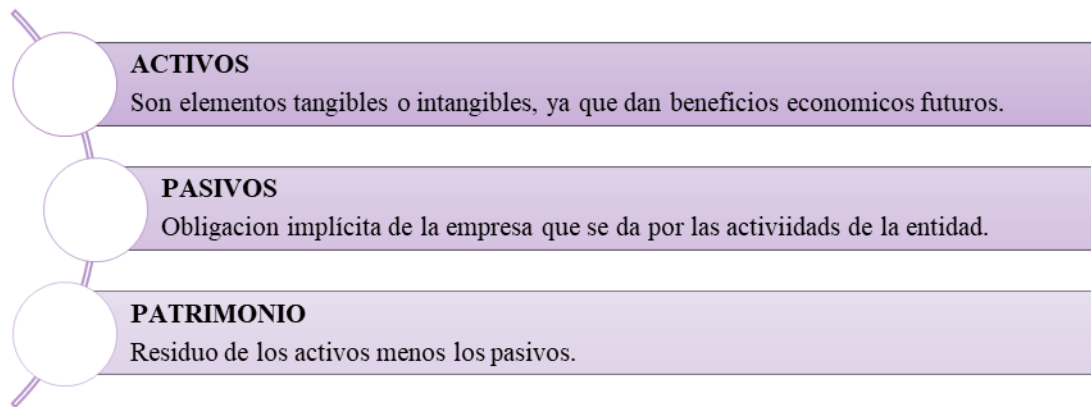 ACTIVOS
Son elementos tangibles o intangibles, ya que dan beneficios economicos futuros.
PASIVOS
Obligacion implícita de la empresa que se da por las activiidads de la entidad.
PATRIMONIO
Residuo de los activos menos los pasivos.